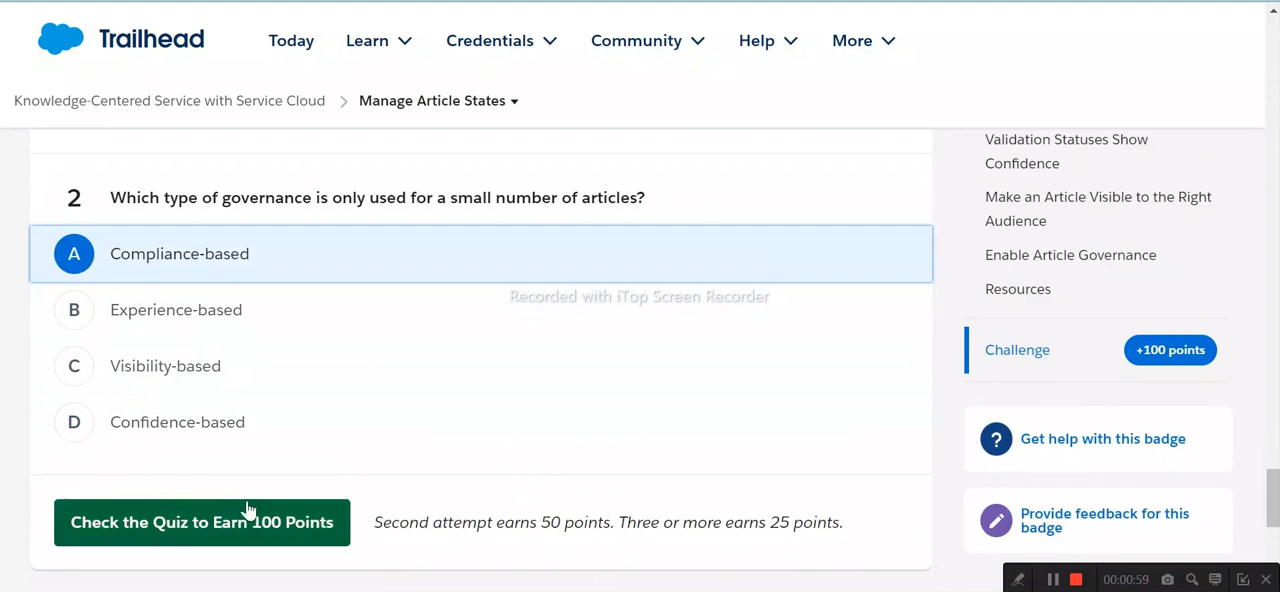 Trailhead
Today Learn Credentials Community Help More
Knowledge-Centered Service with Service Cloud > Manage Article States
Validation Statuses Show
Confidence
Make an Article Visible to the Right
Audience
Enable Article Governance
Resources
Challenge +100 points
2 Which type of governance is only used for a small number of articles?
A Compliance-based
B Experience-based
C Visibility-based
D Confidence-based
Recorded with iTop Screen Recorder
Check the Quiz to Earn 100 Points Second attempt earns 50 points. Three or more earns 25 points.
? Get help with this badge
Provide feedback for this
badge
00:00:59